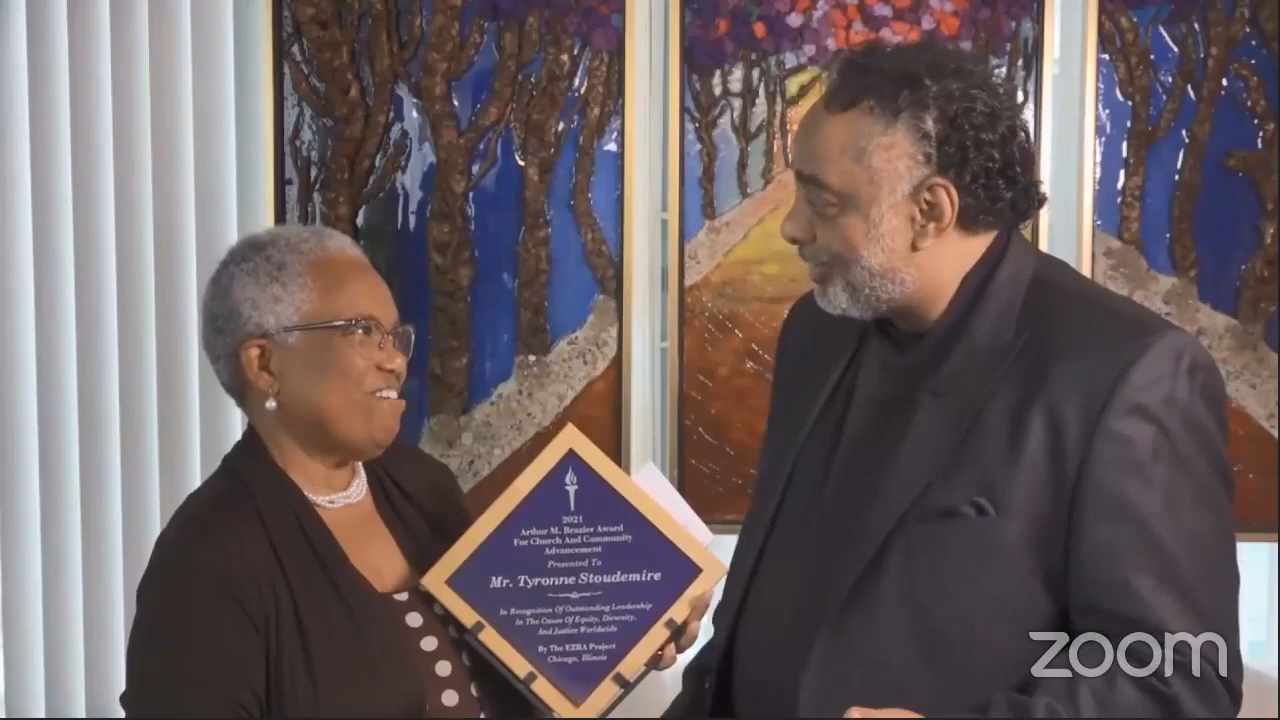 2021
Arthur M. Brazier Award
For Church And Community
Advancement
Presented To
Mr. Tyronne Stoudemire
In Recognition Of Outstanding Leadership
In The Cause Of Equity, Diversity,
And Justice Worldwide
By The EZRA Project
Chicago, Illinois
zoom